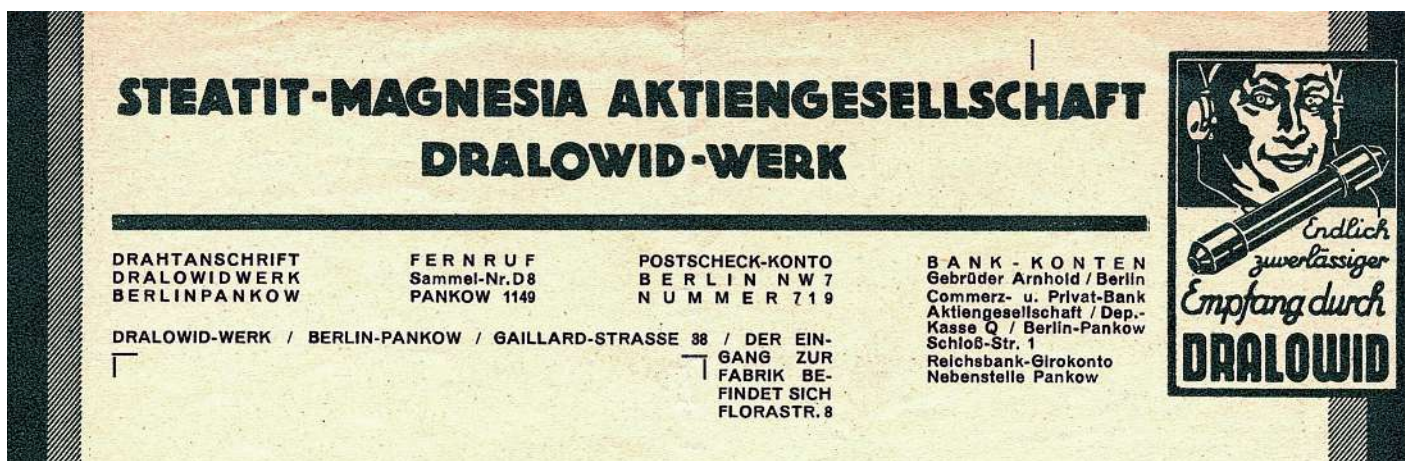 STEATIT-MAGNESIA AKTIENGESELLSCHAFT
DRALOWID-WERK
DRAHTANSCHRIFT
DRALOWIDWERK
BERLINPANKOW
FERNRUF
Sammel-Nr. D8
PANKOW 1149
POSTSCHECK-KONTO
BERLIN NW 7
NUMMER 719
BANK-KONTEN
Gebrüder Arnhold / Berlin
Commerz- u. Privat-Bank
Aktiengesellschaft / Dep.-
Kasse Q / Berlin-Pankow
Schloß-Str. 1
Reichsbank-Girokonto
Nebenstelle Pankow
DRALOWID-WERK / BERLIN-PANKOW / GAILLARD-STRASSE 38 / DER EIN-
GANG ZUR
FABRIK BE-
FINDET SICH
FLORASTR. 8
Endlich
zuverlässiger
Empfang durch
DRALOWID